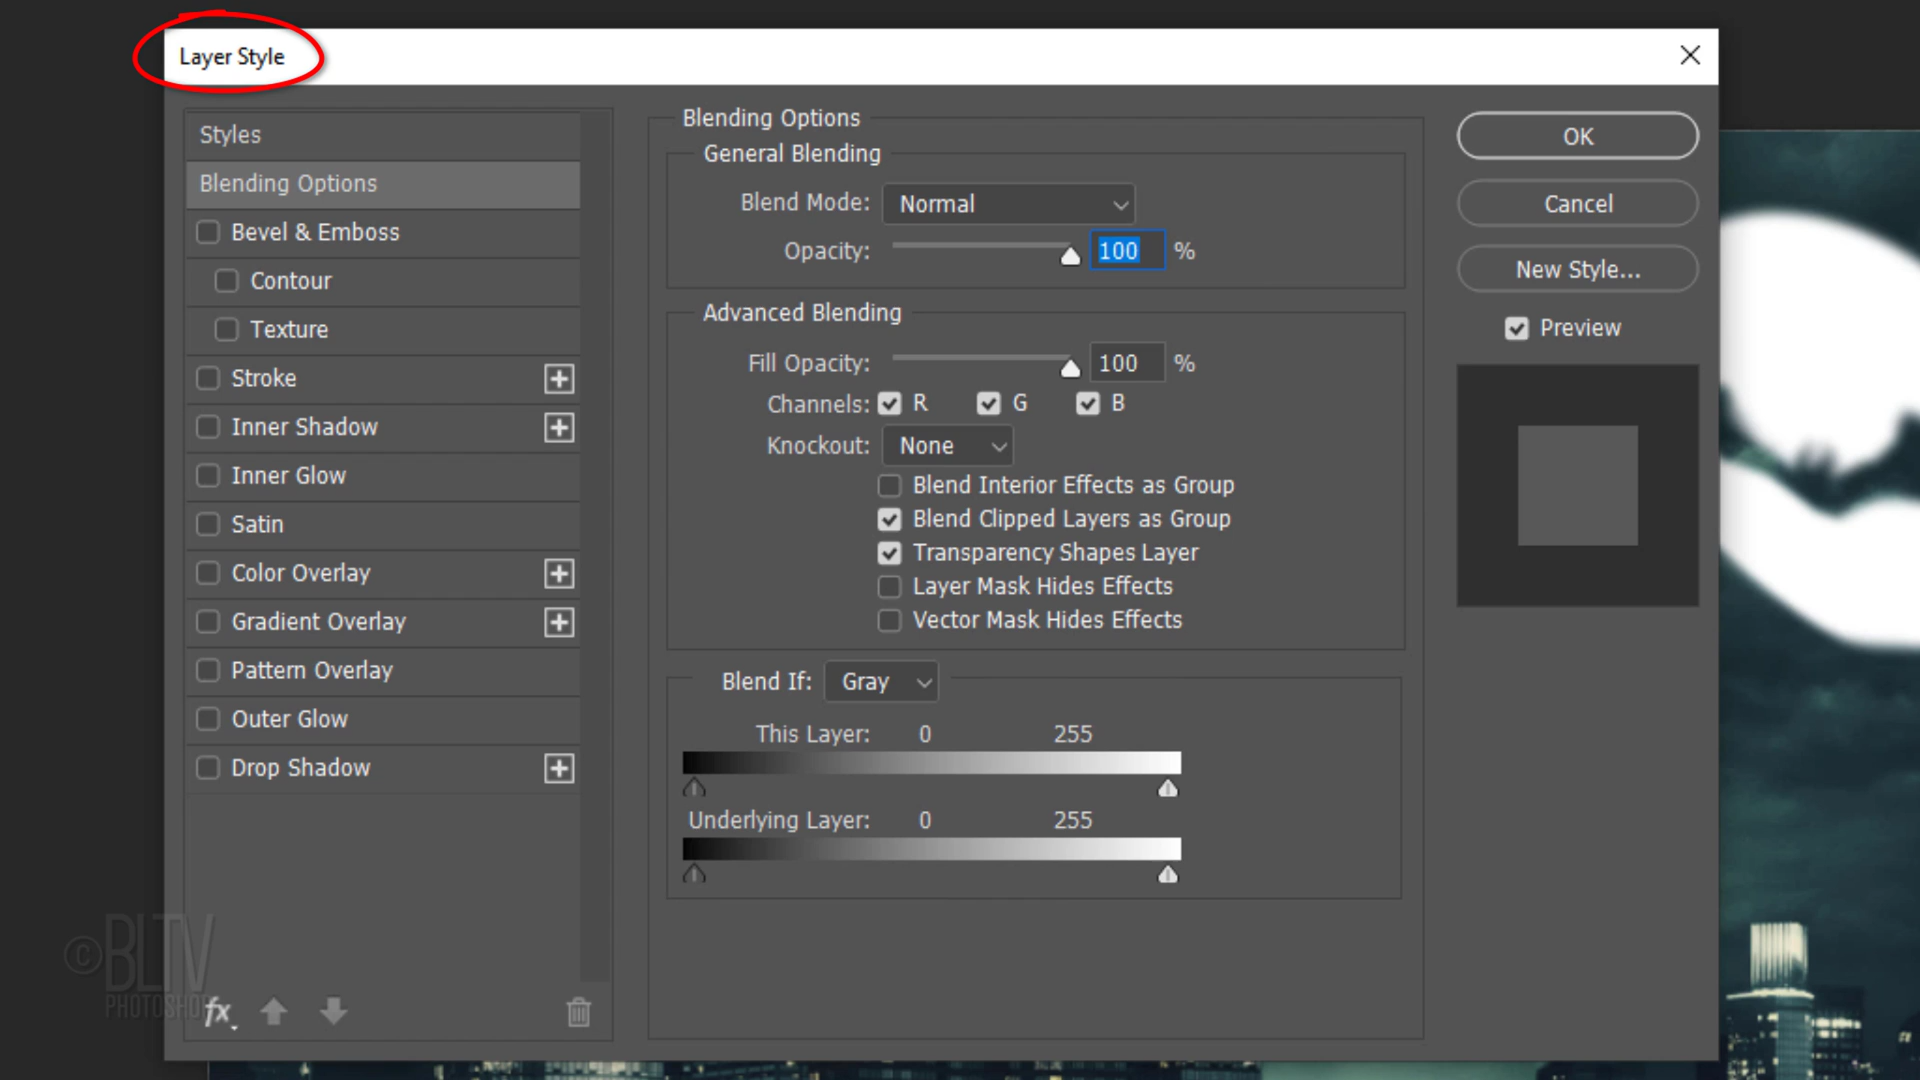 Layer Style
Styles
Blending Options
Bevel & Emboss
Contour
Texture
Stroke
Inner Shadow
Inner Glow
Satin
Color Overlay
Gradient Overlay
Pattern Overlay
Outer Glow
Drop Shadow
fx
Blending Options
General Blending
Blend Mode: Normal
Opacity: 100 %
Advanced Blending
Fill Opacity: 100 %
Channels: R G B
Knockout: None
Blend Interior Effects as Group
Blend Clipped Layers as Group
Transparency Shapes Layer
Layer Mask Hides Effects
Vector Mask Hides Effects
Blend If: Gray
This Layer: 0 255
Underlying Layer: 0 255
OK
Cancel
New Style...
Preview
©BLTV
PHOTOSHOP